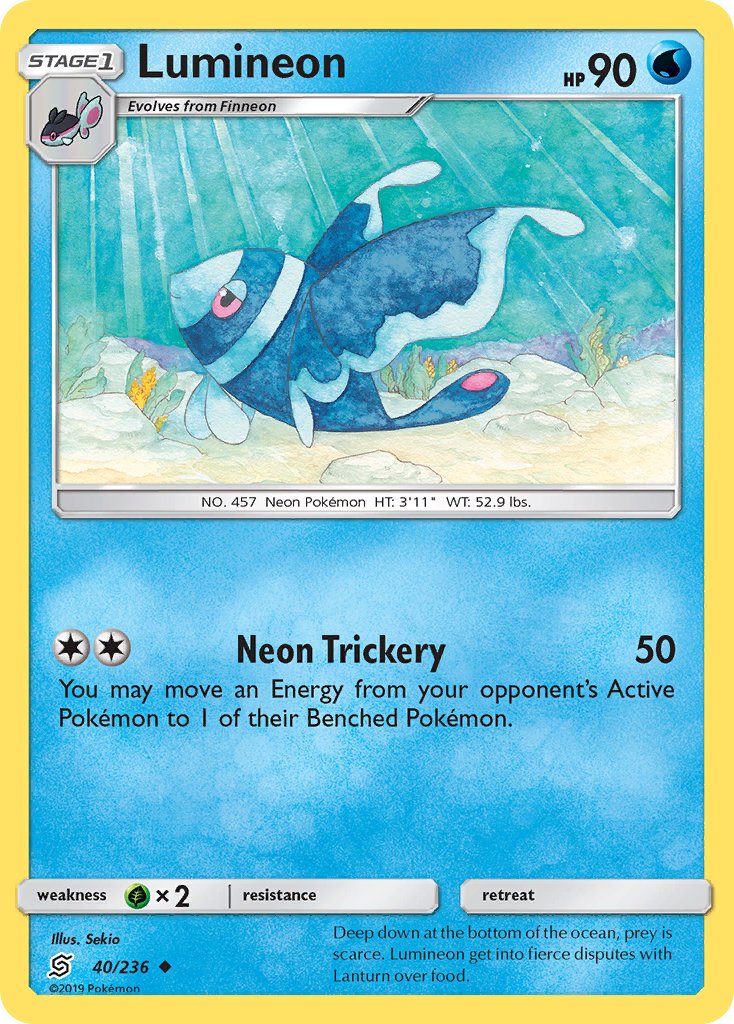 STAGE1
Lumineon
HP90
Evolves from Finneon
NO. 457 Neon Pokémon HT: 3'11" WT: 52.9 lbs.
Neon Trickery 50
You may move an Energy from your opponent's Active
Pokémon to 1 of their Benched Pokémon.
weakness ×2 resistance retreat
Illus. Sekio
40/236
©2019 Pokémon
Deep down at the bottom of the ocean, prey is
scarce. Lumineon get into fierce disputes with
Lanturn over food.